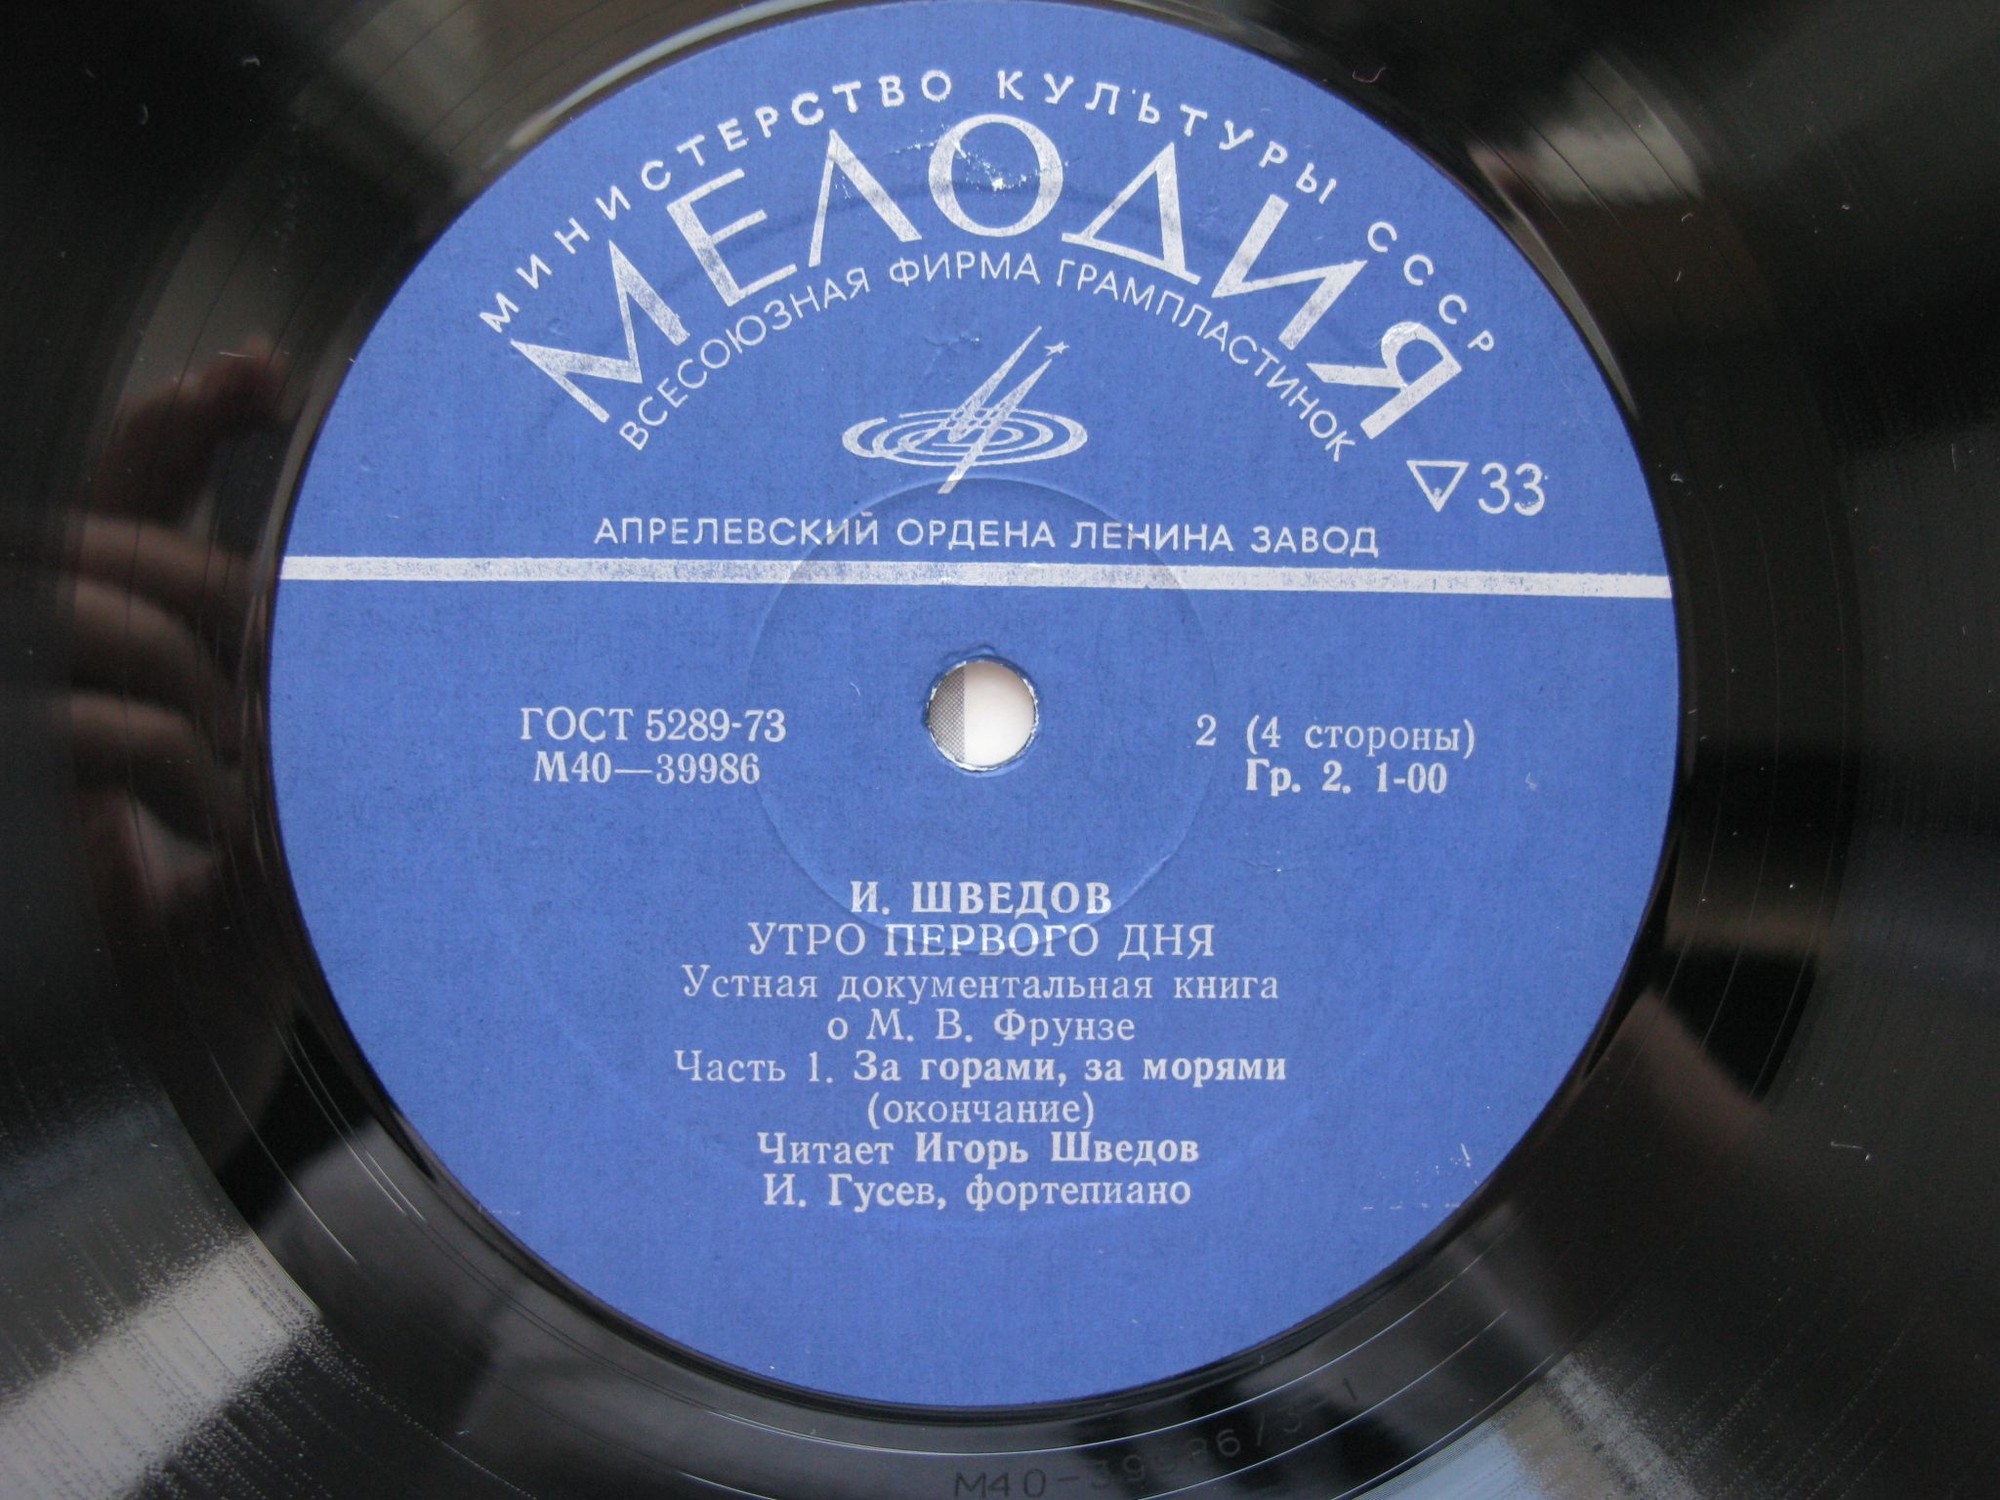 МИНИСТЕРСТВО КУЛЬТУРЫ СССР
МЕЛОДИЯ
ВСЕСОЮЗНАЯ ФИРМА ГРАМПЛАСТИНОК
33
АПРЕЛЕВСКИЙ ОРДЕНА ЛЕНИНА ЗАВОД
ГОСТ 5289-73
М40—39986
2 (4 стороны)
Гр. 2. 1-00
И. ШВЕДОВ
УТРО ПЕРВОГО ДНЯ
Устная документальная книга
о М. В. Фрунзе
Часть 1. За горами, за морями
(окончание)
Читает Игорь Шведов
И. Гусев, фортепиано